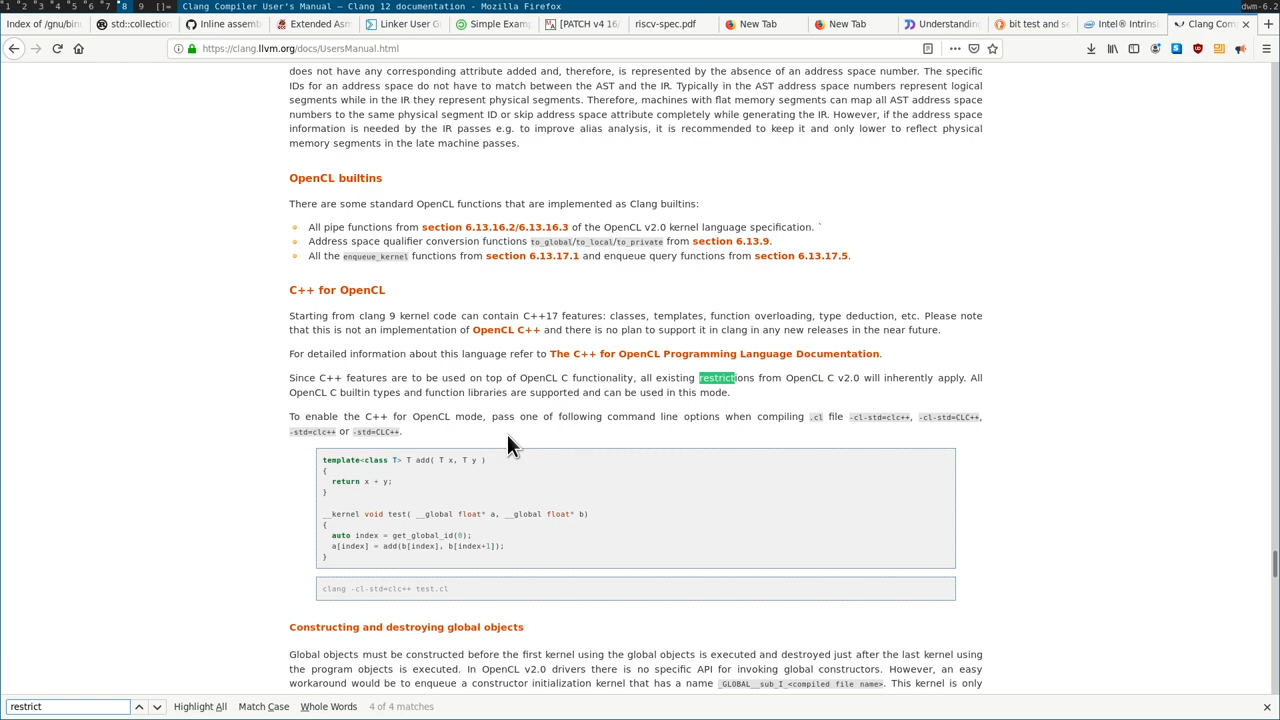 1 2 3 4 5 6 7 8 9 []= Clang Compiler User's Manual — Clang 12 documentation - Mozilla Firefox dwm-6.2
Index of /gnu/bin std::collection Inline assemb Extended Asm Linker User G Simple Exam [PATCH v4 16/ riscv-spec.pdf New Tab New Tab Understanding bit test and s Intel® Intrins Clang Com
https://clang.llvm.org/docs/UsersManual.html
does not have any corresponding attribute added and, therefore, is represented by the absence of an address space number. The specific
IDs for an address space do not have to match between the AST and the IR. Typically in the AST address space numbers represent logical
segments while in the IR they represent physical segments. Therefore, machines with flat memory segments can map all AST address space
numbers to the same physical segment ID or skip address space attribute completely while generating the IR. However, if the address space
information is needed by the IR passes e.g. to improve alias analysis, it is recommended to keep it and only lower to reflect physical
memory segments in the late machine passes.
OpenCL builtins
There are some standard OpenCL functions that are implemented as Clang builtins:
All pipe functions from section 6.13.16.2/6.13.16.3 of the OpenCL v2.0 kernel language specification. `
Address space qualifier conversion functions to_global/to_local/to_private from section 6.13.9.
All the enqueue_kernel functions from section 6.13.17.1 and enqueue query functions from section 6.13.17.5.
C++ for OpenCL
Starting from clang 9 kernel code can contain C++17 features: classes, templates, function overloading, type deduction, etc. Please note
that this is not an implementation of OpenCL C++ and there is no plan to support it in clang in any new releases in the near future.
For detailed information about this language refer to The C++ for OpenCL Programming Language Documentation.
Since C++ features are to be used on top of OpenCL C functionality, all existing restrictions from OpenCL C v2.0 will inherently apply. All
OpenCL C builtin types and function libraries are supported and can be used in this mode.
To enable the C++ for OpenCL mode, pass one of following command line options when compiling .cl file -cl-std=clc++, -cl-std=CLC++,
-std=clc++ or -std=CLC++.
template<class T> T add( T x, T y )
{
return x + y;
}
__kernel void test( __global float* a, __global float* b)
{
auto index = get_global_id(0);
a[index] = add(b[index], b[index+1]);
}
clang -cl-std=clc++ test.cl
Constructing and destroying global objects
Global objects must be constructed before the first kernel using the global objects is executed and destroyed just after the last kernel using
the program objects is executed. In OpenCL v2.0 drivers there is no specific API for invoking global constructors. However, an easy
workaround would be to enqueue a constructor initialization kernel that has a name _GLOBAL__sub_I_<compiled file name>. This kernel is only
restrict Highlight All Match Case Whole Words 4 of 4 matches